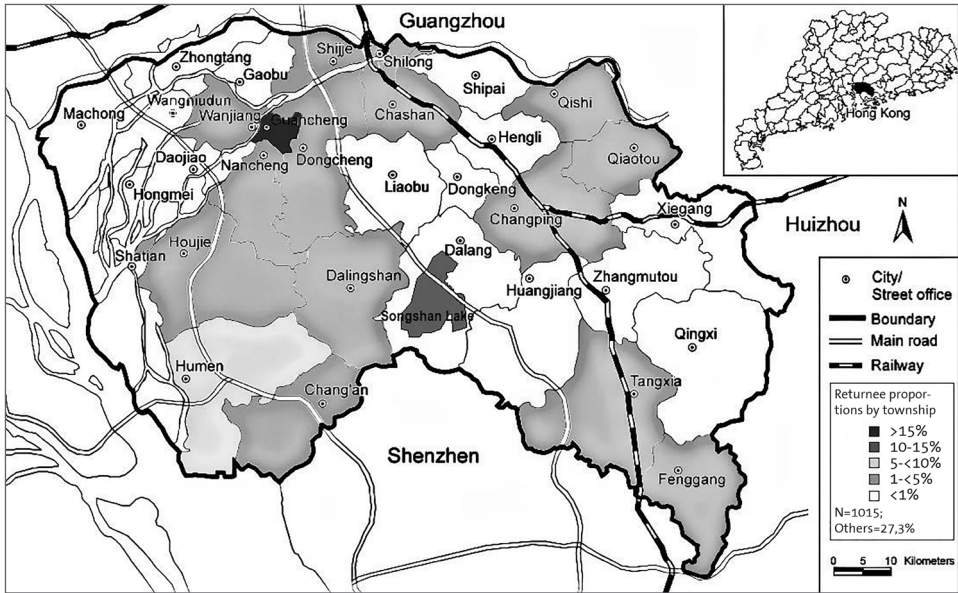 Guangzhou
Shijie
Shilong
Zhongtang
Gaobu
Shipai
Qishi
Wangniudun
Chashan
Machong
Wanjiang
Guancheng
Hengli
Daojiao
Nancheng
Dongcheng
Qiaotou
Hongmei
Liaobu
Dongkeng
Changping
Xiegang
Huizhou
Houjie
Dalang
Shatian
Dalingshan
Huangjiang
Zhangmutou
Songshan Lake
Qingxi
Humen
Chang'an
Tangxia
Shenzhen
Fenggang
Hong Kong
N
City/
Street office
Boundary
Main road
Railway
Returnee propor-
tions by township
>15%
10-15%
5-<10%
1-<5%
<1%
N=1015;
Others=27,3%
0 5 10 Kilometers